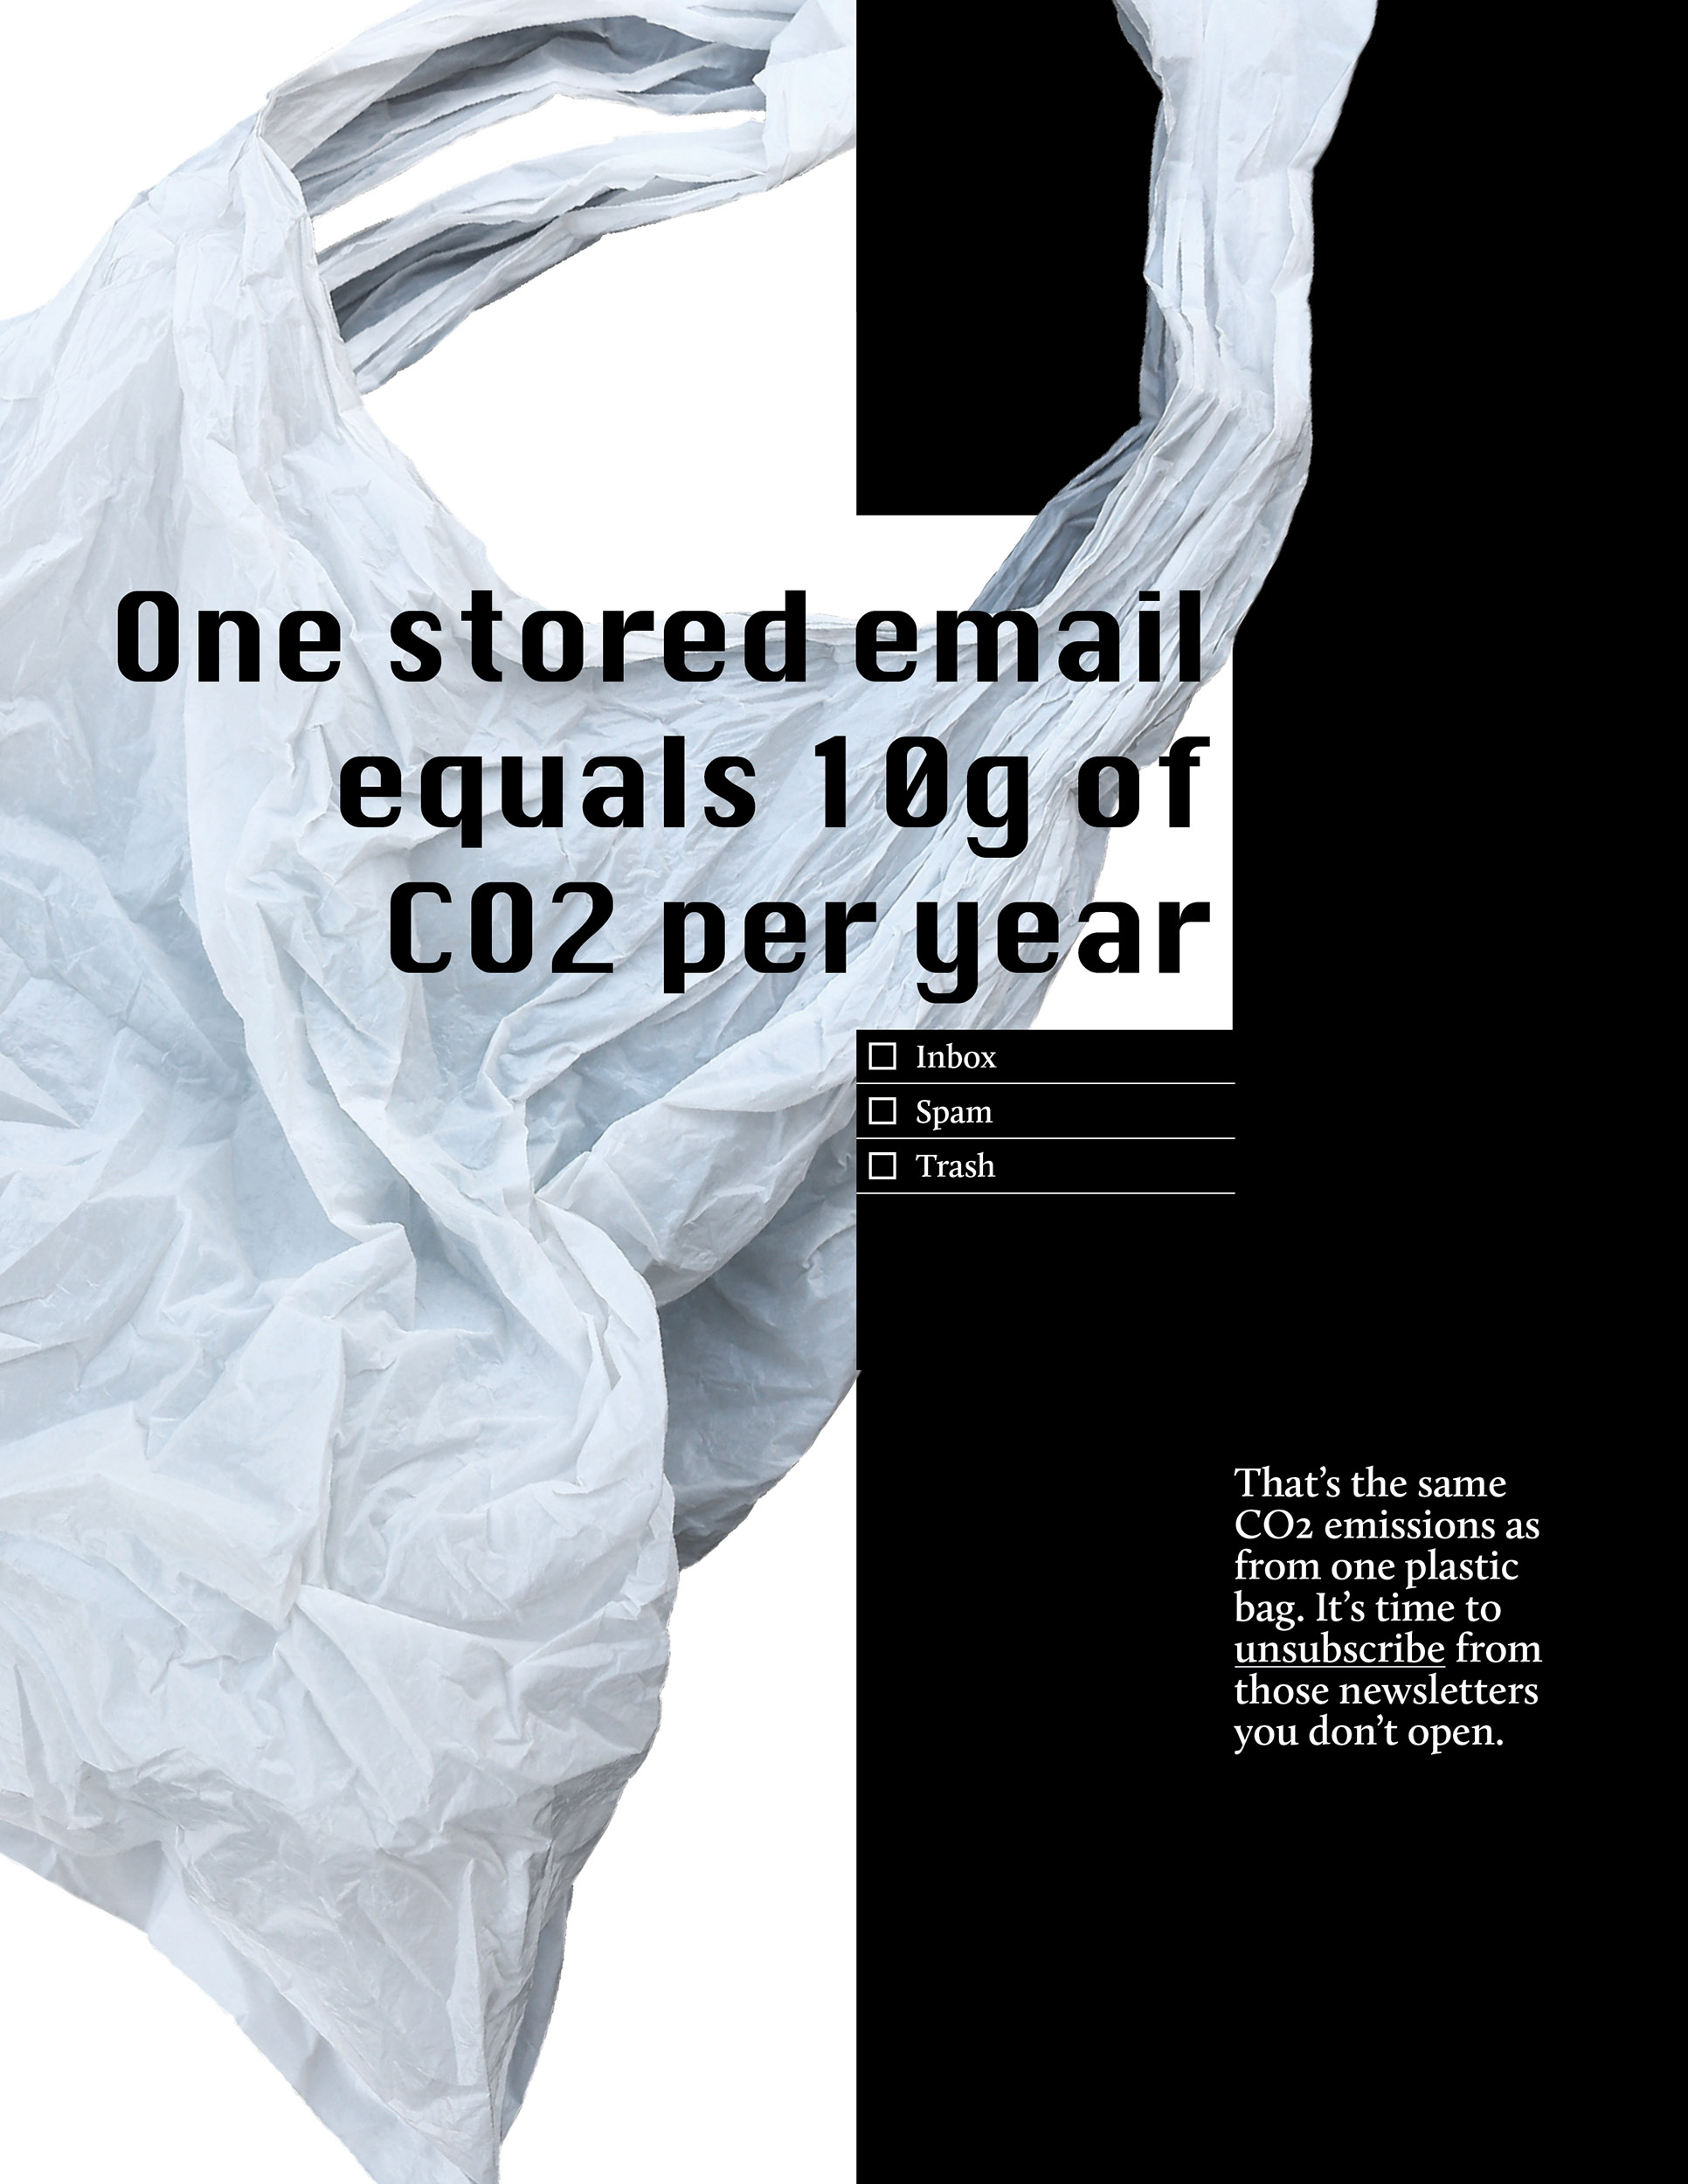 One stored email
equals 10g of
CO2 per year
Inbox
Spam
Trash
That’s the same
CO2 emissions as
from one plastic
bag. It’s time to
unsubscribe from
those newsletters
you don’t open.